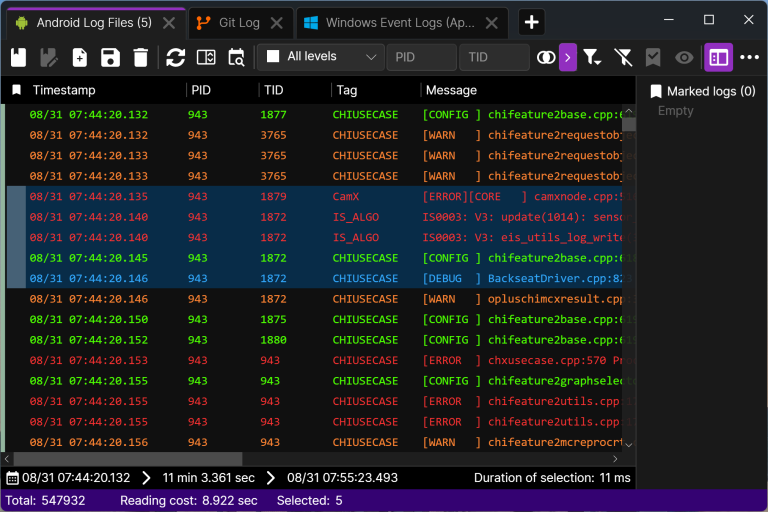 Android Log Files (5)
Git Log
Windows Event Logs (Ap...
All levels
PID
TID
Timestamp PID TID Tag Message
08/31 07:44:20.132 943 1877 CHIUSECASE [CONFIG ] chifeature2base.cpp:6
08/31 07:44:20.132 943 3765 CHIUSECASE [WARN ] chifeature2requestobje
08/31 07:44:20.133 943 3765 CHIUSECASE [WARN ] chifeature2requestobje
08/31 07:44:20.133 943 3765 CHIUSECASE [WARN ] chifeature2requestobje
08/31 07:44:20.135 943 1879 CamX [ERROR][CORE ] camxnode.cpp:5
08/31 07:44:20.140 943 1872 IS_ALGO IS0003: V3: update(1014): senso
08/31 07:44:20.140 943 1872 IS_ALGO IS0003: V3: eis_utils_log_write
08/31 07:44:20.145 943 1872 CHIUSECASE [CONFIG ] chifeature2base.cpp:6
08/31 07:44:20.146 943 1872 CHIUSECASE [DEBUG ] BackseatDriver.cpp:82
08/31 07:44:20.146 943 1872 CHIUSECASE [WARN ] opluschimcxresult.cpp
08/31 07:44:20.150 943 1875 CHIUSECASE [CONFIG ] chifeature2base.cpp:6
08/31 07:44:20.152 943 1880 CHIUSECASE [CONFIG ] chifeature2base.cpp:6
08/31 07:44:20.153 943 943 CHIUSECASE [ERROR ] chxusecase.cpp:570 Pr
08/31 07:44:20.155 943 943 CHIUSECASE [CONFIG ] chifeature2graphselect
08/31 07:44:20.155 943 943 CHIUSECASE [ERROR ] chifeature2utils.cpp:
08/31 07:44:20.155 943 943 CHIUSECASE [ERROR ] chifeature2utils.cpp:
08/31 07:44:20.156 943 943 CHIUSECASE [WARN ] chifeature2mcreprocr
Marked logs (0)
Empty
08/31 07:44:20.132 11 min 3.361 sec 08/31 07:55:23.493 Duration of selection: 11 ms
Total: 547932 Reading cost: 8.922 sec Selected: 5